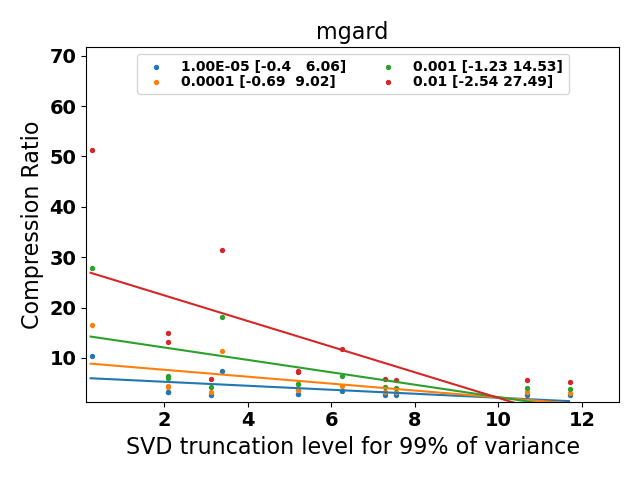 mgard
1.00E-05 [-0.4   6.06]
0.0001 [-0.69  9.02]
0.001 [-1.23 14.53]
0.01 [-2.54 27.49]
70
60
50
40
30
20
10
Compression Ratio
2 4 6 8 10 12
SVD truncation level for 99% of variance